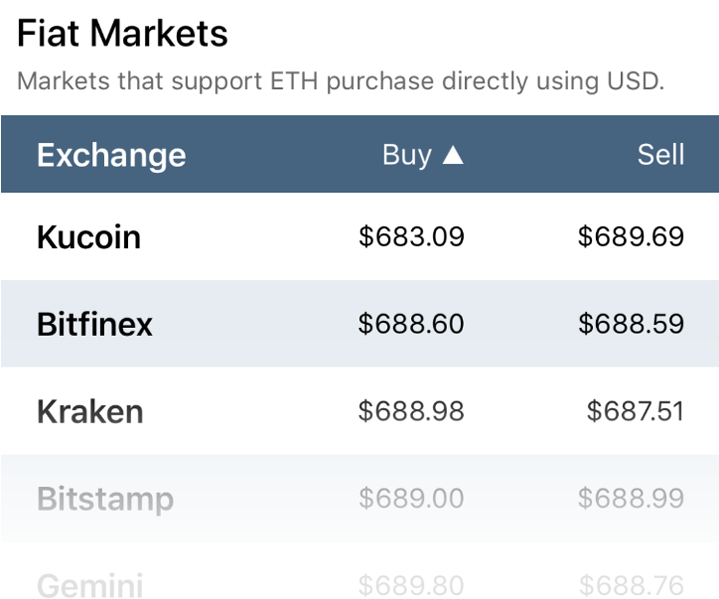 Fiat Markets
Markets that support ETH purchase directly using USD.
Exchange Buy ▲ Sell
Kucoin $683.09 $689.69
Bitfinex $688.60 $688.59
Kraken $688.98 $687.51
Bitstamp $689.00 $688.99
Gemini $689.80 $688.76